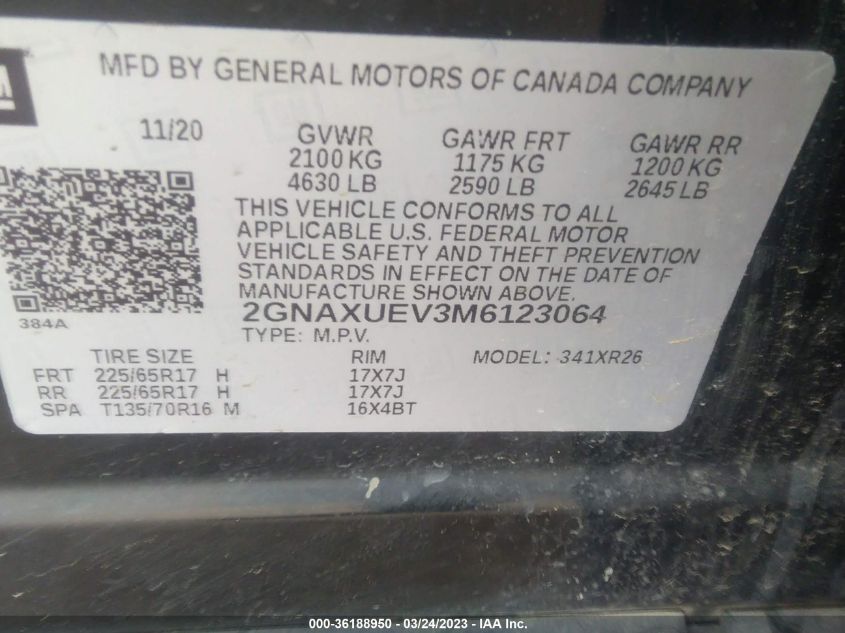 M
MFD BY GENERAL MOTORS OF CANADA COMPANY
11/20 GVWR GAWR FRT GAWR RR
2100 KG 1175 KG 1200 KG
4630 LB 2590 LB 2645 LB
THIS VEHICLE CONFORMS TO ALL
APPLICABLE U.S. FEDERAL MOTOR
VEHICLE SAFETY AND THEFT PREVENTION
STANDARDS IN EFFECT ON THE DATE OF
MANUFACTURE SHOWN ABOVE.
384A
2GNAXUEV3M6123064
TYPE: M.P.V.
TIRE SIZE RIM MODEL: 341XR26
FRT 225/65R17 H 17X7J
RR 225/65R17 H 17X7J
SPA T135/70R16 M 16X4BT
000-36188950 - 03/24/2023 - IAA Inc.